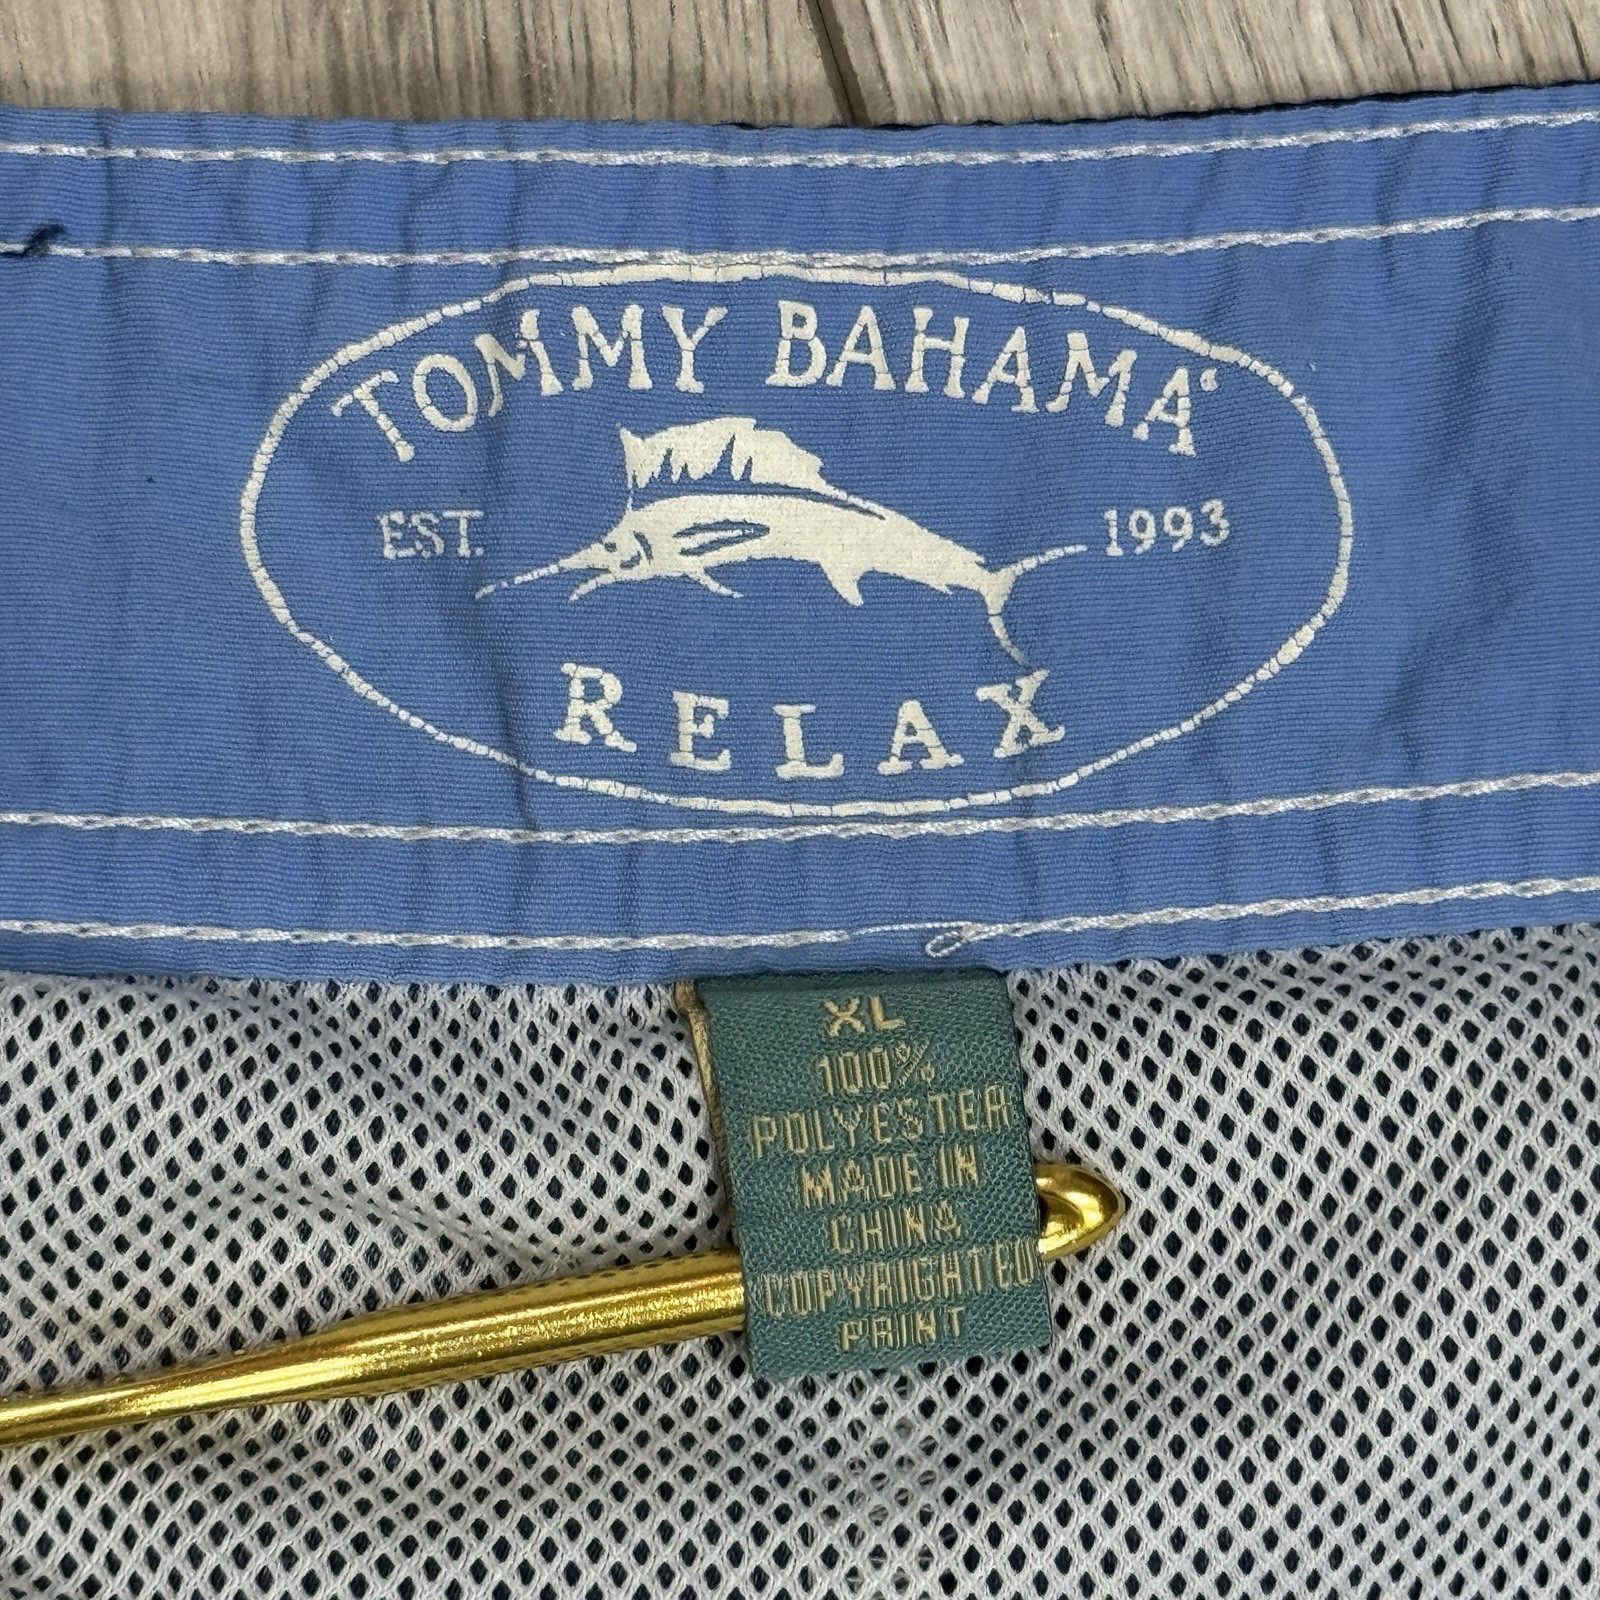 TOMMY BAHAMA®
EST. 1993
RELAX
XL
100%
POLYESTER
MADE IN
CHINA
COPYRIGHTED
PRINT